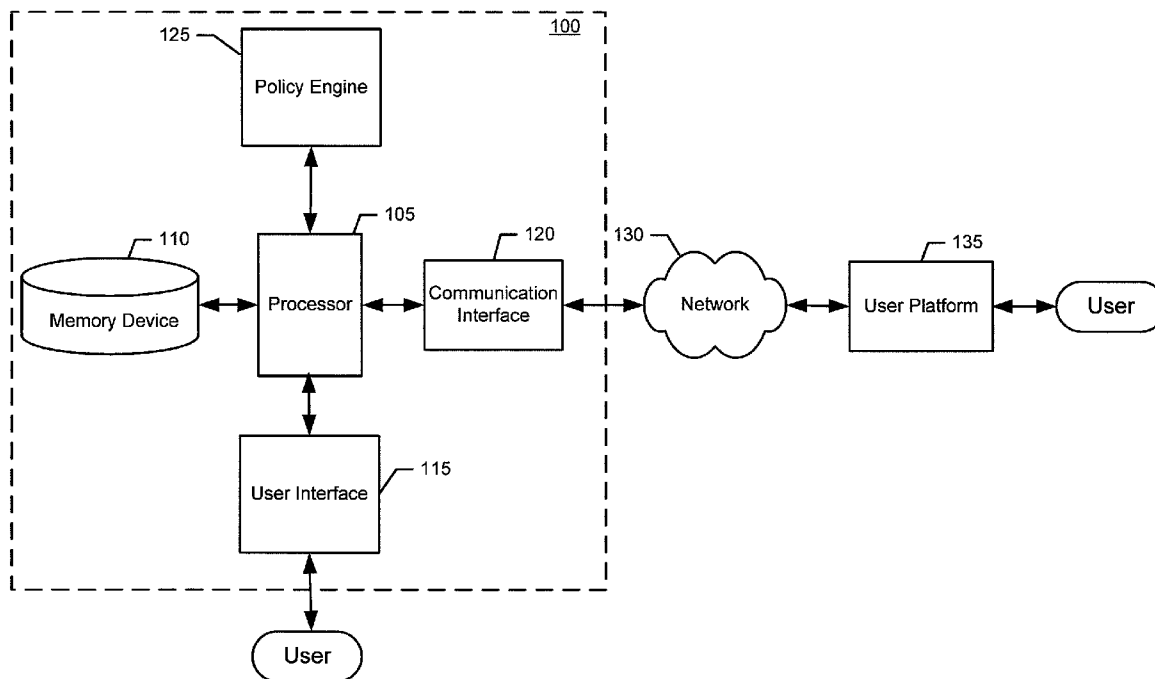 100
125
Policy Engine
105
110
120
130
135
Processor
Memory Device
Communication
Interface
Network
User Platform
User
115
User Interface
User